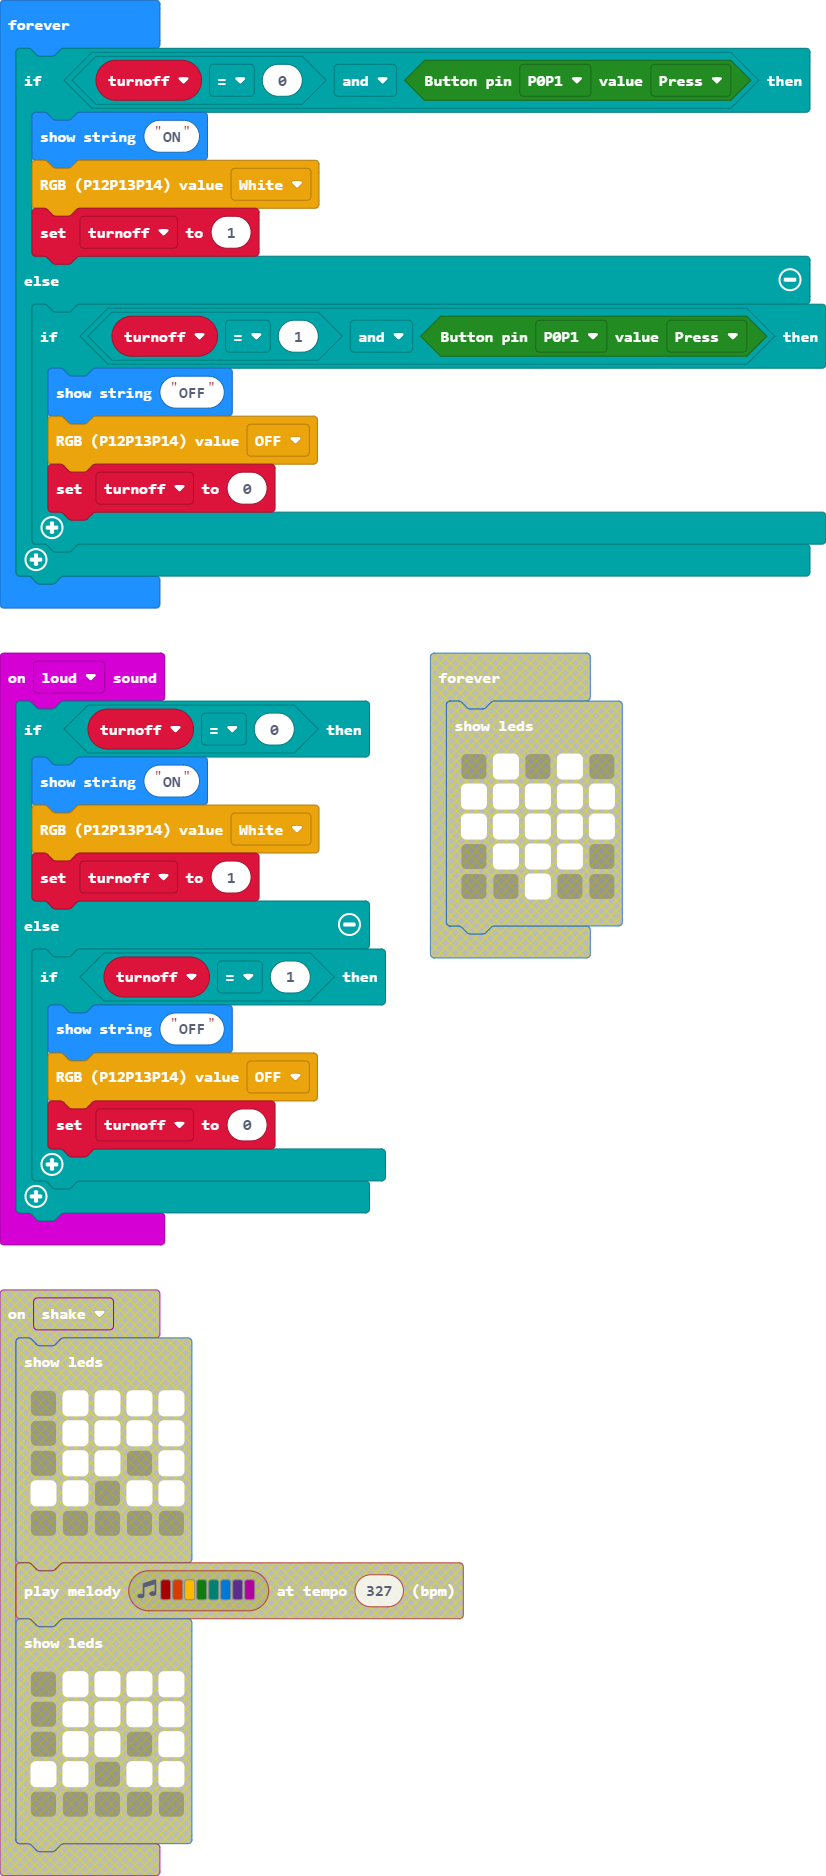 forever
if turnoff = 0 and Button pin P0P1 value Press then
show string "ON"
RGB (P12P13P14) value White
set turnoff to 1
else
if turnoff = 1 and Button pin P0P1 value Press then
show string "OFF"
RGB (P12P13P14) value OFF
set turnoff to 0
on loud sound
if turnoff = 0 then
show string "ON"
RGB (P12P13P14) value White
set turnoff to 1
else
if turnoff = 1 then
show string "OFF"
RGB (P12P13P14) value OFF
set turnoff to 0
forever
show leds
on shake
show leds
play melody at tempo 327 (bpm)
show leds